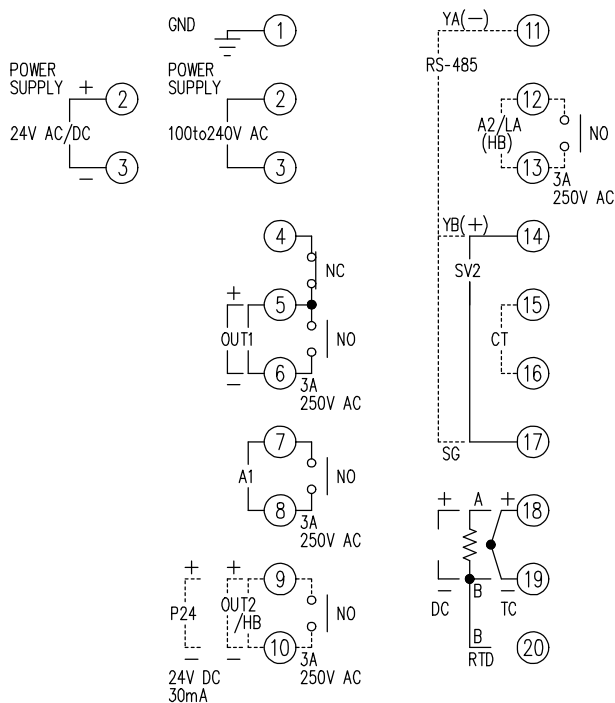 GND
1
POWER
SUPPLY
+
2
24V AC/DC
−
3
POWER
SUPPLY
2
100to240V AC
3
4
NC
+
5
OUT1
NO
−
6
3A
250V AC
7
A1
NO
8
3A
250V AC
+
+
9
P24
OUT2
/HB
NO
−
−
10
3A
250V AC
24V DC
30mA
YA(−)
11
RS-485
12
A2/LA
(HB)
NO
13
3A
250V AC
YB(+)
14
SV2
15
CT
16
SG
17
+
A
+
18
−
B
−
19
DC
TC
B
20
RTD